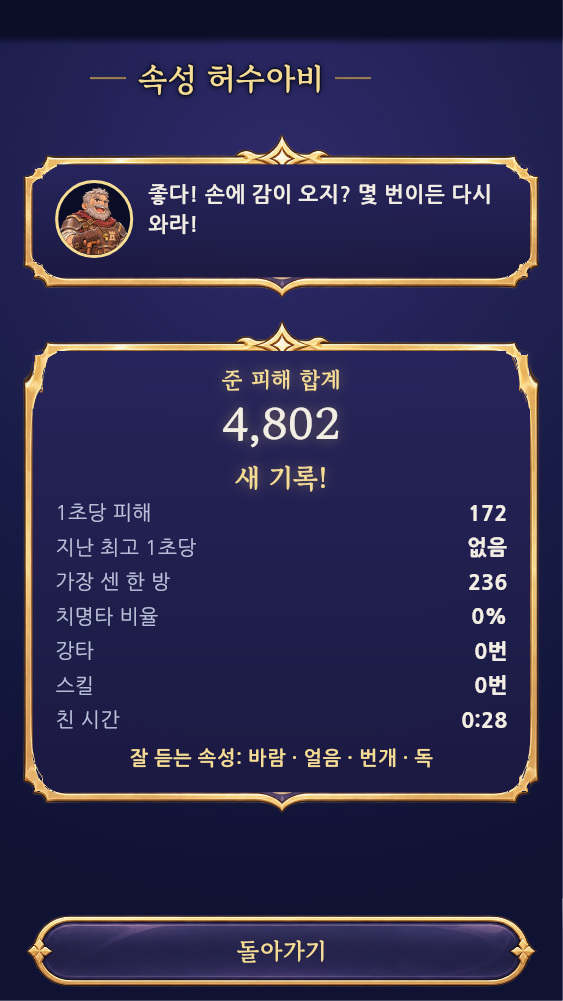 속성 허수아비
좋다! 손에 감이 오지? 몇 번이든 다시
와라!
준 피해 합계
4,802
새 기록!
1초당 피해 172
지난 최고 1초당 없음
가장 센 한 방 236
치명타 비율 0%
강타 0번
스킬 0번
친 시간 0:28
잘 듣는 속성: 바람 · 얼음 · 번개 · 독
돌아가기